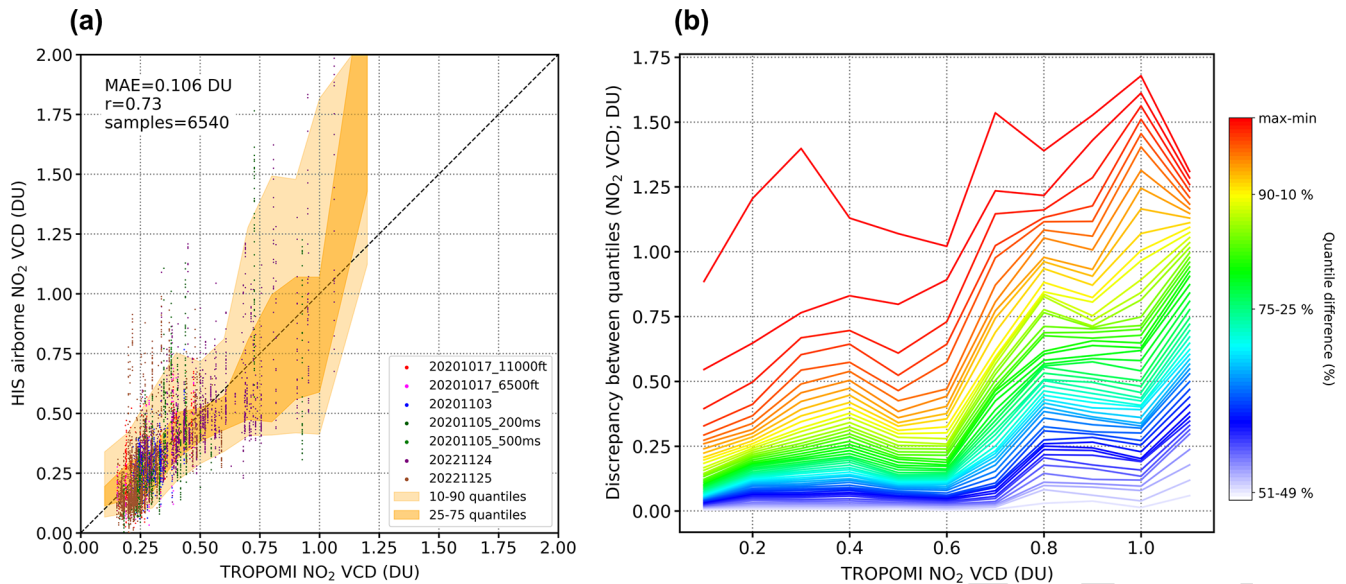 (a)
2.00
1.75
1.50
1.25
1.00
0.75
0.50
0.25
0.00
HIS airborne NO₂ VCD (DU)
MAE=0.106 DU
r=0.73
samples=6540
20201017_11000ft
20201017_6500ft
20201103
20201105_200ms
20201105_500ms
20221124
20221125
10-90 quantiles
25-75 quantiles
0.00 0.25 0.50 0.75 1.00 1.25 1.50 1.75 2.00
TROPOMI NO₂ VCD (DU)
(b)
1.75
1.50
1.25
1.00
0.75
0.50
0.25
0.00
Discrepancy between quantiles (NO₂ VCD; DU)
0.2 0.4 0.6 0.8 1.0
TROPOMI NO₂ VCD (DU)
max-min
90-10 %
75-25 %
51-49 %
Quantile difference (%)